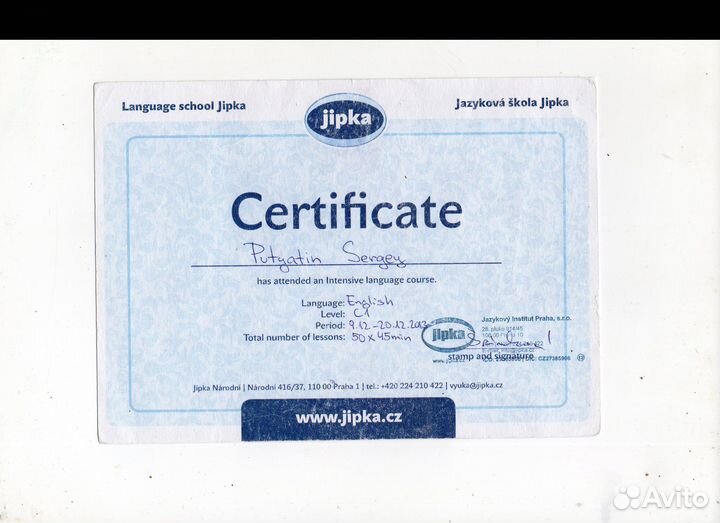 Language school Jipka
jipka
Jazyková škola Jipka
Certificate
Putyatin Sergey
has attended an Intensive language course.
Language: English
Level: C1
Period: 9.12.-20.12.2013
Total number of lessons: 50 x 45min
jipka
Jazykový Institut Praha, s.r.o.
stamp and signature
Jipka Národní | Národní 416/37, 110 00 Praha 1 | tel.: +420 224 210 422 | vyuka@jipka.cz
www.jipka.cz
Avito